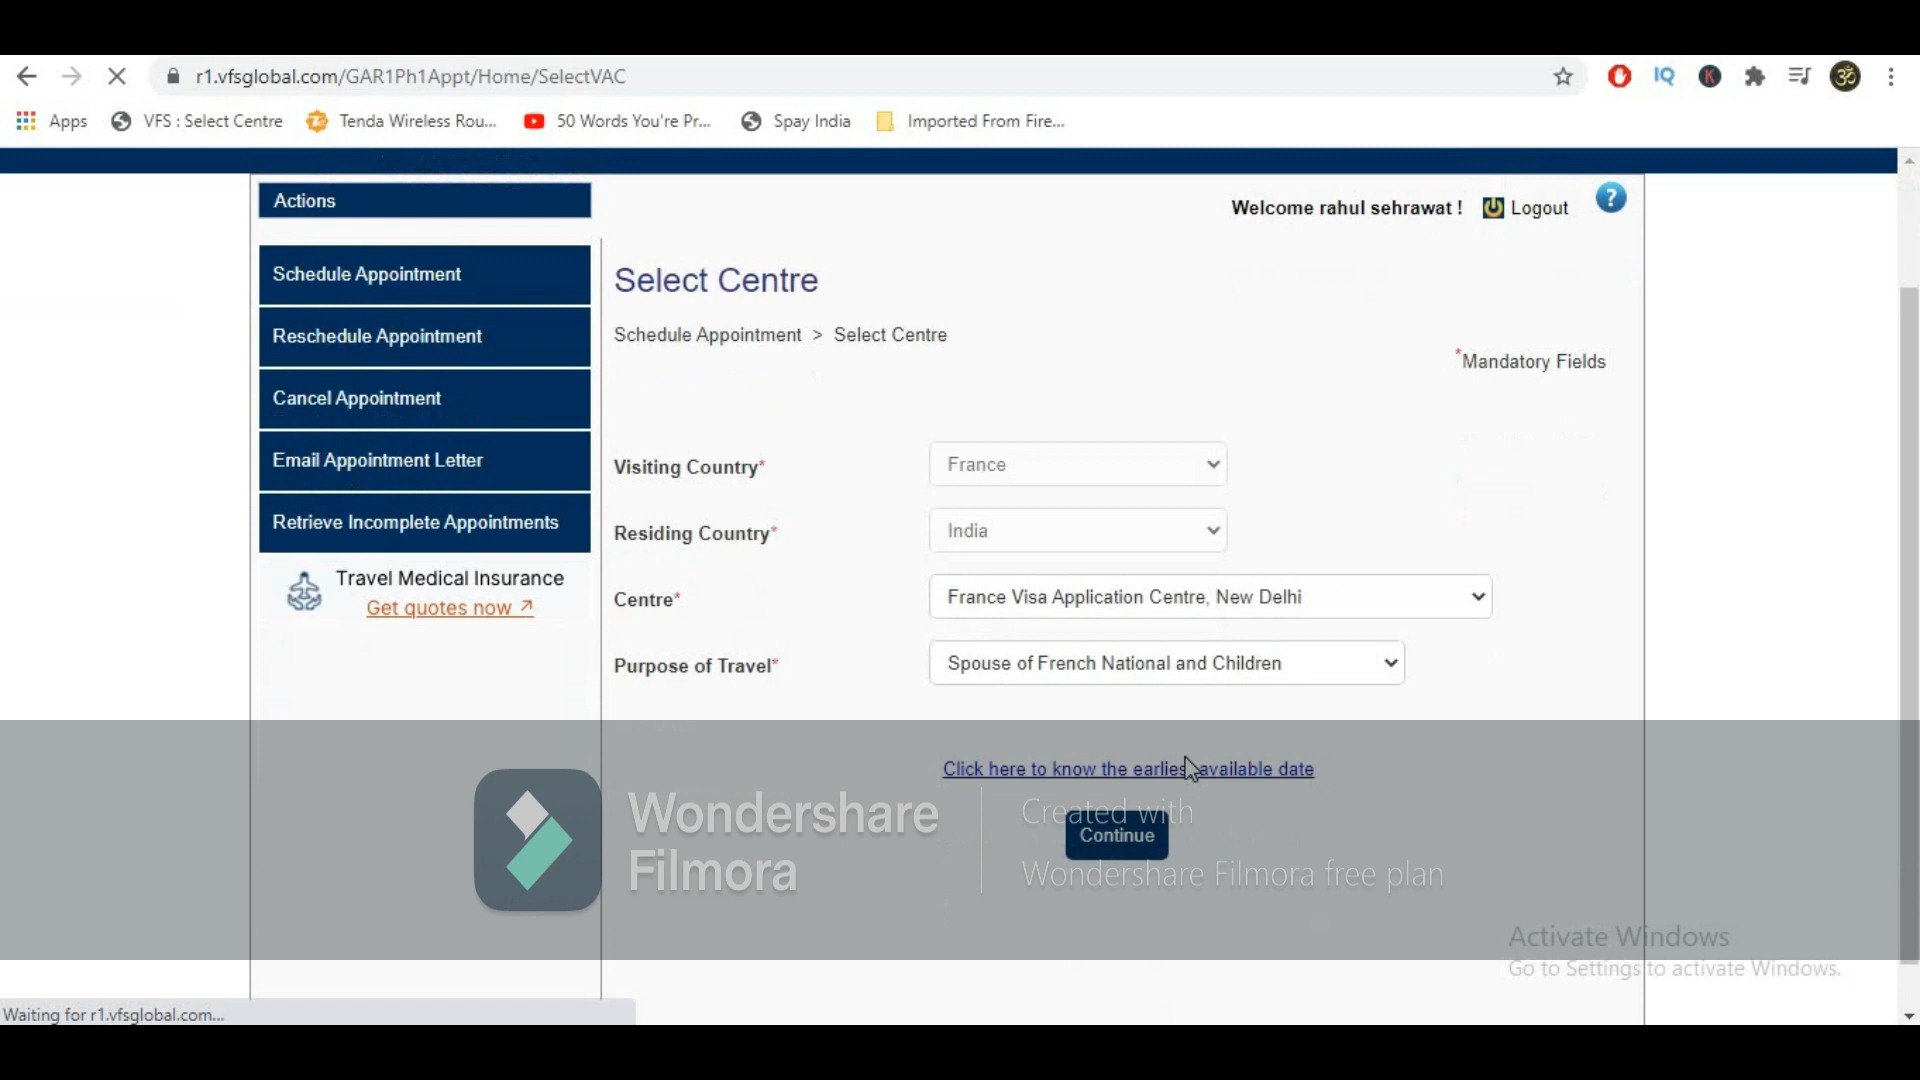 r1.vfsglobal.com/GAR1Ph1Appt/Home/SelectVAC
IQ
K
Apps
VFS : Select Centre
Tenda Wireless Rou...
50 Words You're Pr...
Spay India
Imported From Fire...
Actions
Welcome rahul sehrawat !
Logout
?
Schedule Appointment
Reschedule Appointment
Cancel Appointment
Email Appointment Letter
Retrieve Incomplete Appointments
Travel Medical Insurance
Get quotes now ↗
Select Centre
Schedule Appointment > Select Centre
*Mandatory Fields
Visiting Country*
France
Residing Country*
India
Centre*
France Visa Application Centre, New Delhi
Purpose of Travel*
Spouse of French National and Children
Click here to know the earliest available date
Continue
Wondershare
Filmora
Created with
Wondershare Filmora free plan
Activate Windows
Go to Settings to activate Windows.
Waiting for r1.vfsglobal.com...